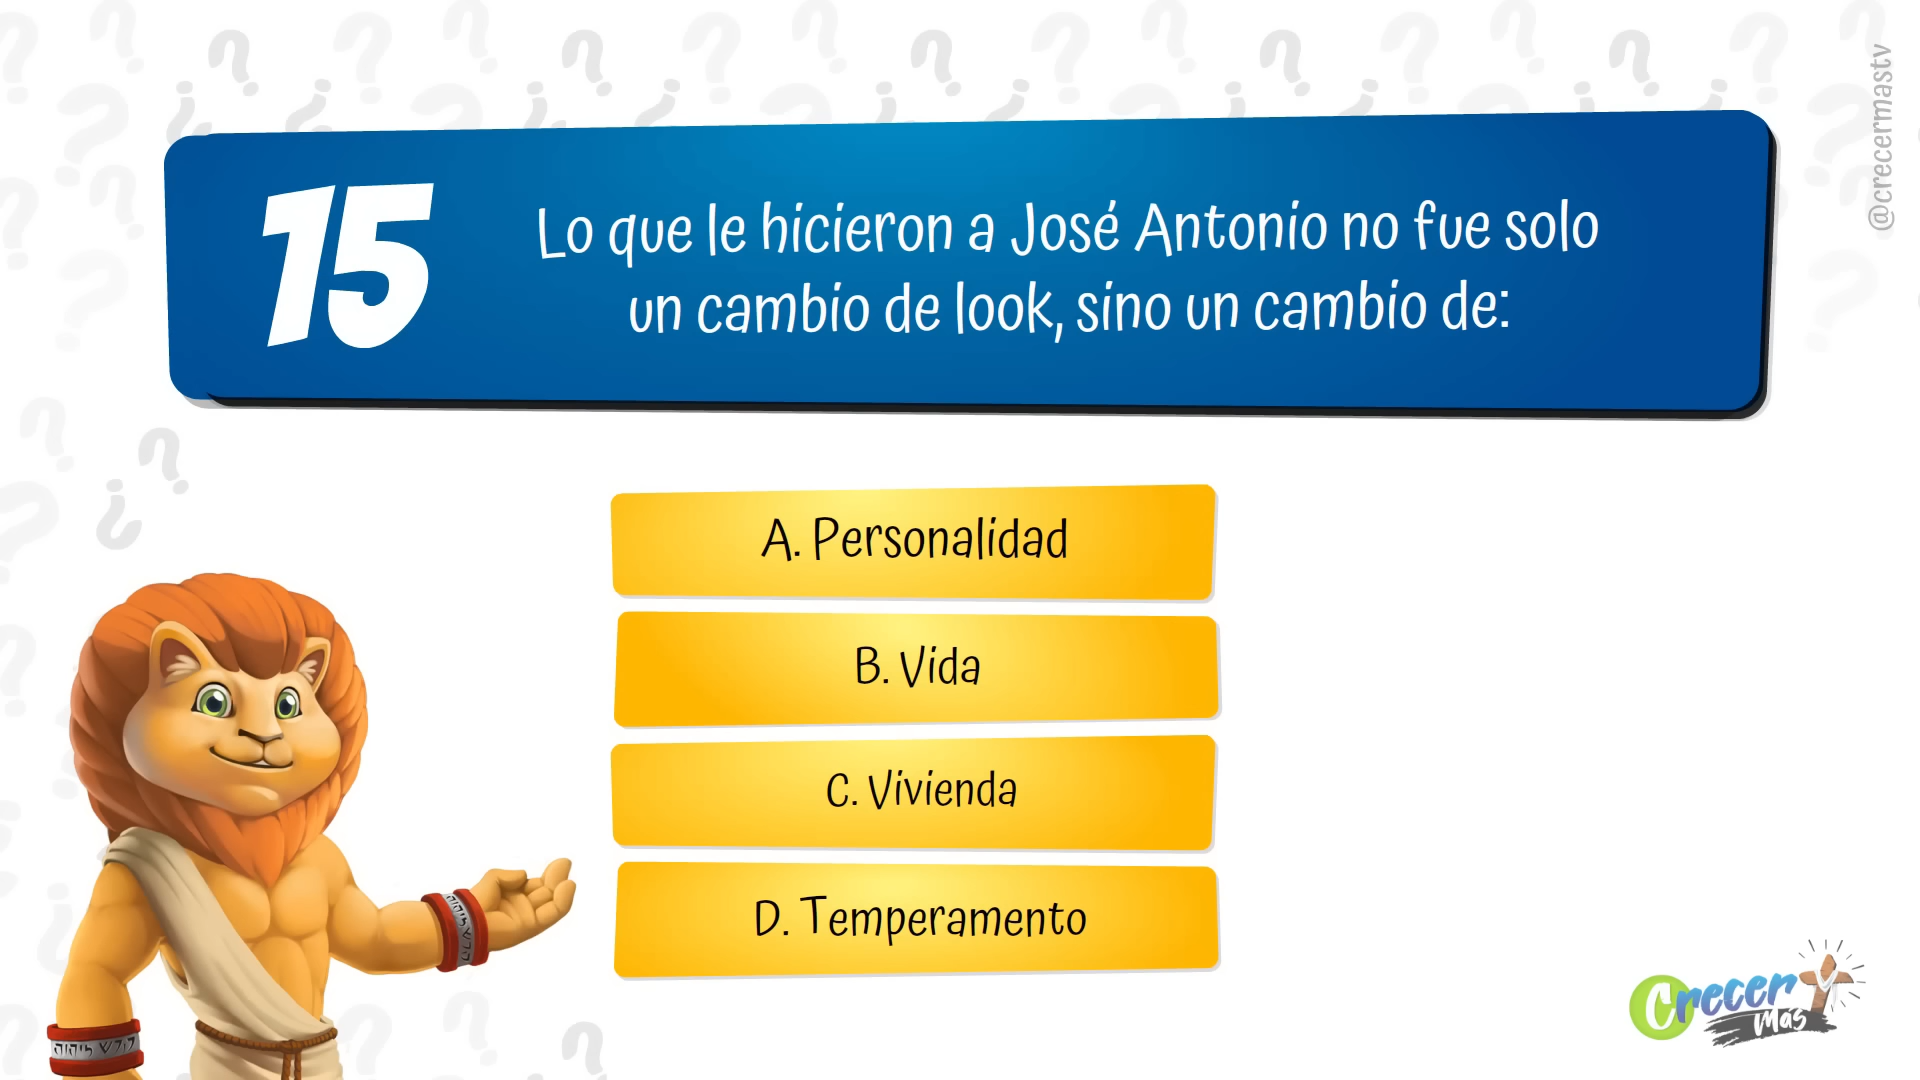 @crecermastv
15
Lo que le hicieron a José Antonio no fue solo
un cambio de look, sino un cambio de:
A. Personalidad
B. Vida
C. Vivienda
D. Temperamento
Crecer
Más